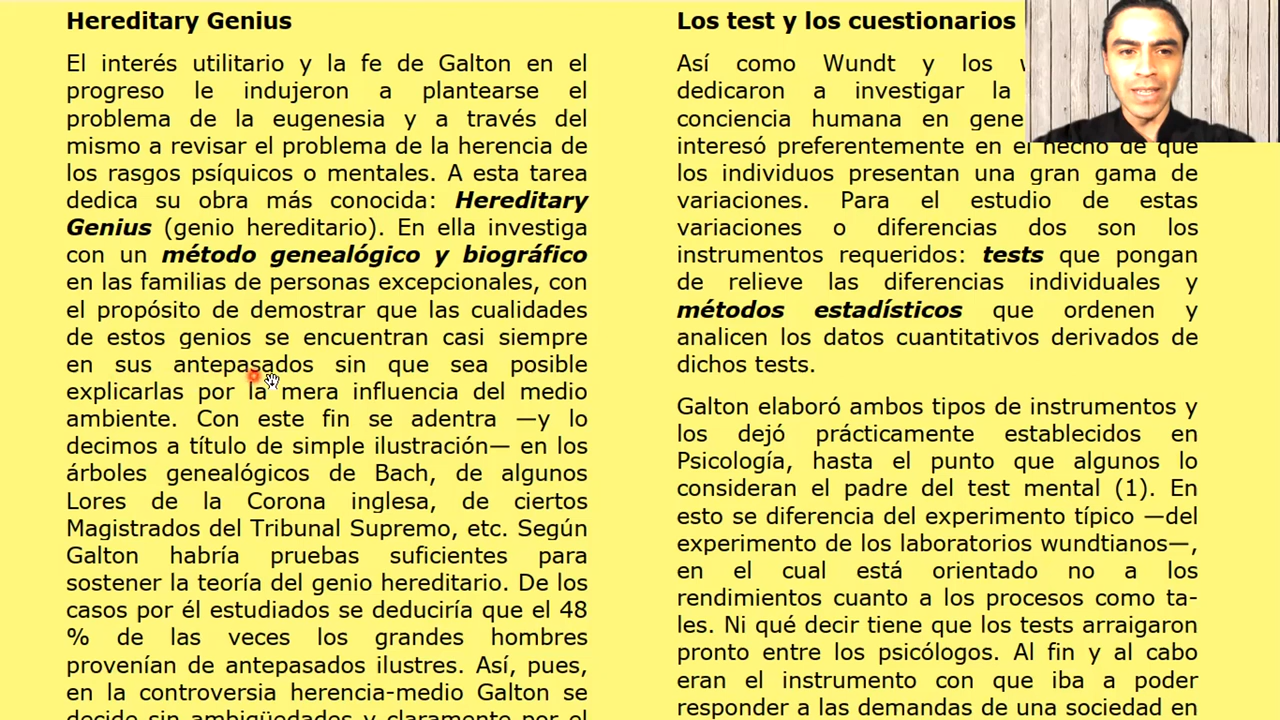 Hereditary Genius
El interés utilitario y la fe de Galton en el
progreso le indujeron a plantearse el
problema de la eugenesia y a través del
mismo a revisar el problema de la herencia de
los rasgos psíquicos o mentales. A esta tarea
dedica su obra más conocida: Hereditary
Genius (genio hereditario). En ella investiga
con un método genealógico y biográfico
en las familias de personas excepcionales, con
el propósito de demostrar que las cualidades
de estos genios se encuentran casi siempre
en sus antepasados sin que sea posible
explicarlas por la mera influencia del medio
ambiente. Con este fin se adentra —y lo
decimos a título de simple ilustración— en los
árboles genealógicos de Bach, de algunos
Lores de la Corona inglesa, de ciertos
Magistrados del Tribunal Supremo, etc. Según
Galton habría pruebas suficientes para
sostener la teoría del genio hereditario. De los
casos por él estudiados se deduciría que el 48
% de las veces los grandes hombres
provenían de antepasados ilustres. Así, pues,
en la controversia herencia-medio Galton se
decide sin ambigüedades y claramente por el
Los test y los cuestionarios
Así como Wundt y los
dedicaron a investigar la
conciencia humana en gene
interesó preferentemente en el hecho de que
los individuos presentan una gran gama de
variaciones. Para el estudio de estas
variaciones o diferencias dos son los
instrumentos requeridos: tests que pongan
de relieve las diferencias individuales y
métodos estadísticos que ordenen y
analicen los datos cuantitativos derivados de
dichos tests.
Galton elaboró ambos tipos de instrumentos y
los dejó prácticamente establecidos en
Psicología, hasta el punto que algunos lo
consideran el padre del test mental (1). En
esto se diferencia del experimento típico —del
experimento de los laboratorios wundtianos—,
en el cual está orientado no a los
rendimientos cuanto a los procesos como ta-
les. Ni qué decir tiene que los tests arraigaron
pronto entre los psicólogos. Al fin y al cabo
eran el instrumento con que iba a poder
responder a las demandas de una sociedad en